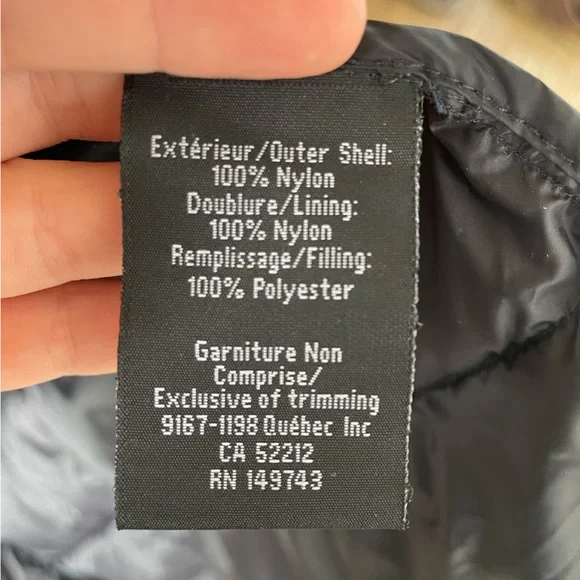 Extérieur/Outer Shell:
100% Nylon
Doublure/Lining:
100% Nylon
Remplissage/Filling:
100% Polyester
Garniture Non
Comprise/
Exclusive of trimming
9167-1198 Québec Inc
CA 52212
RN 149743